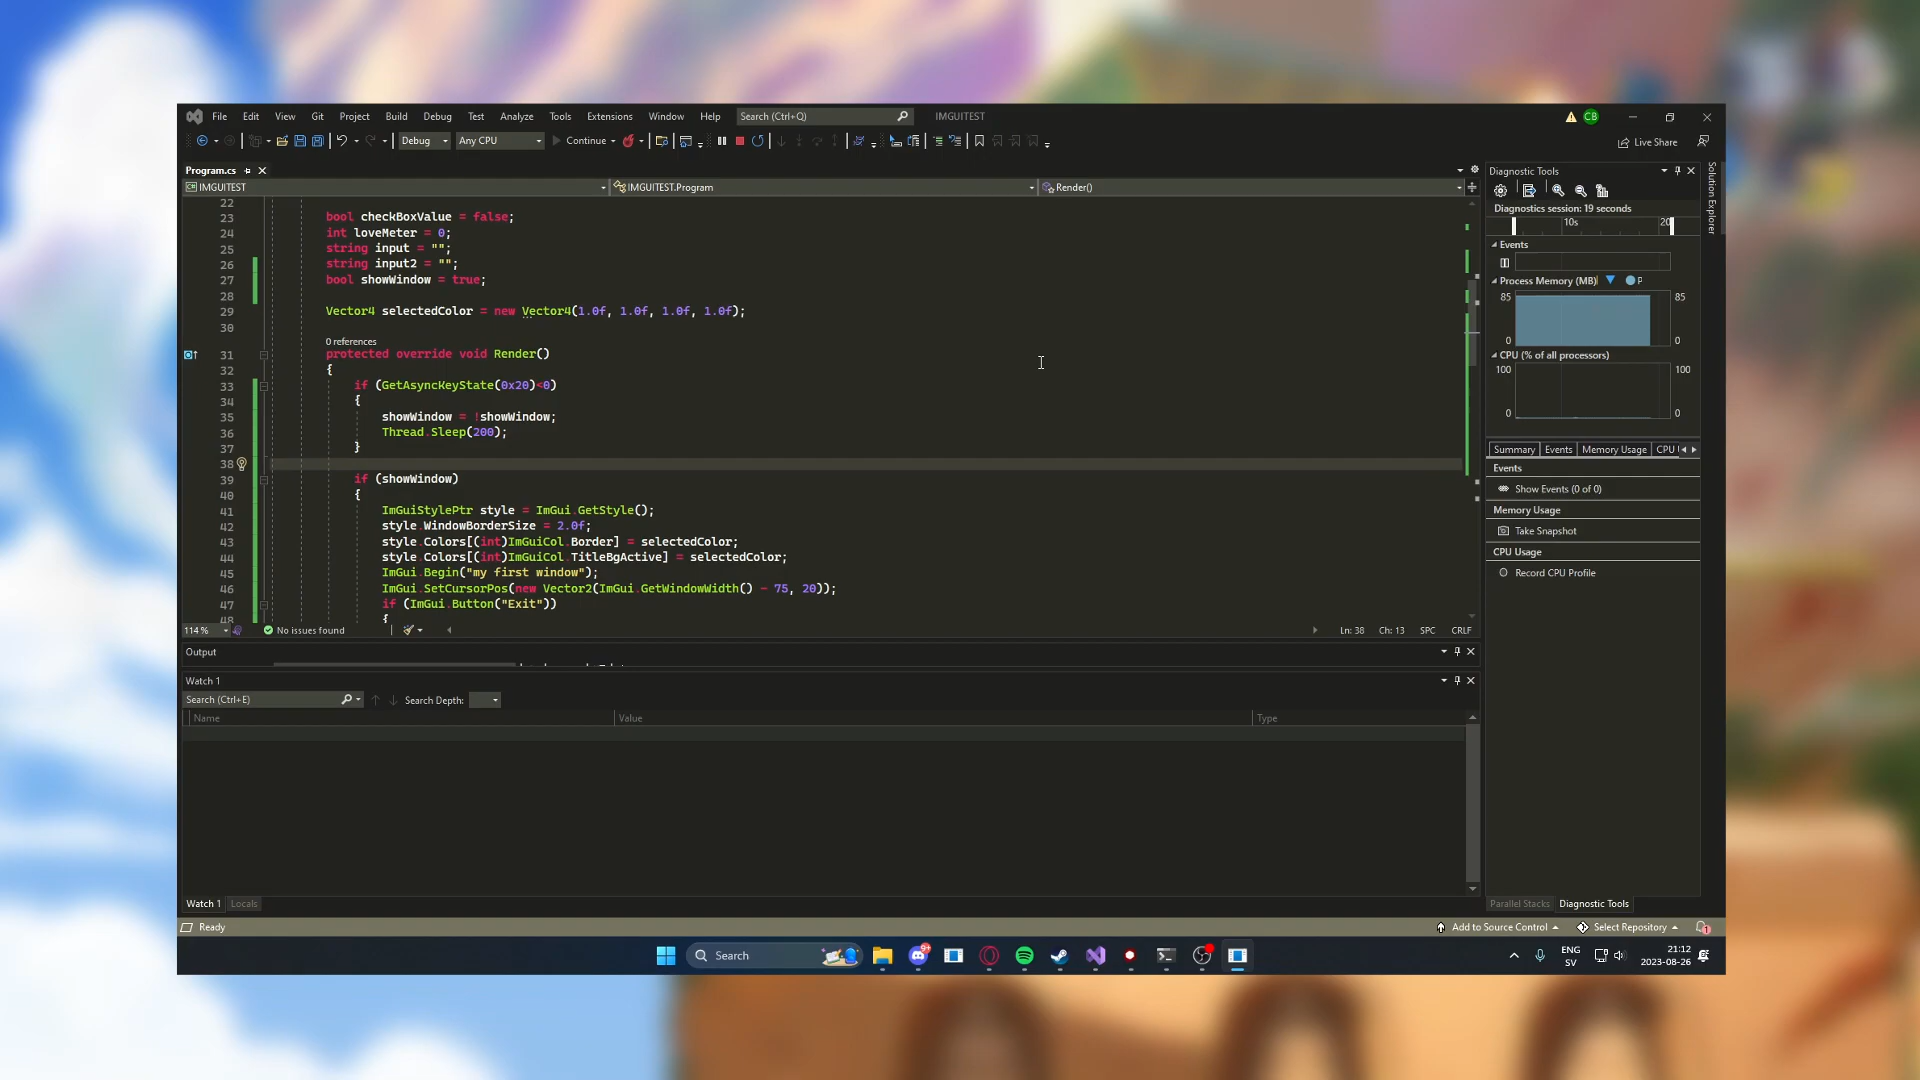 File Edit View Git Project Build Debug Test Analyze Tools Extensions Window Help Search (Ctrl+Q) IMGUITEST CB
Debug Any CPU Continue Live Share
Program.cs
IMGUITEST IMGUITEST.Program Render()
22
23 bool checkBoxValue = false;
24 int loveMeter = 0;
25 string input = "";
26 string input2 = "";
27 bool showWindow = true;
28
29 Vector4 selectedColor = new Vector4(1.0f, 1.0f, 1.0f, 1.0f);
30
0 references
31 protected override void Render()
32 {
33 if (GetAsyncKeyState(0x20)<0)
34 {
35 showWindow = !showWindow;
36 Thread.Sleep(200);
37 }
38
39 if (showWindow)
40 {
41 ImGuiStylePtr style = ImGui.GetStyle();
42 style.WindowBorderSize = 2.0f;
43 style.Colors[(int)ImGuiCol.Border] = selectedColor;
44 style.Colors[(int)ImGuiCol.TitleBgActive] = selectedColor;
45 ImGui.Begin("my first window");
46 ImGui.SetCursorPos(new Vector2(ImGui.GetWindowWidth() - 75, 20));
47 if (ImGui.Button("Exit"))
48 {
114 % No issues found Ln: 38 Ch: 13 SPC CRLF
Output
Watch 1
Search (Ctrl+E) Search Depth:
Name Value Type
Watch 1 Locals
Diagnostic Tools
Diagnostics session: 19 seconds
10s 20
Events
Process Memory (MB) P
85 85
0 0
CPU (% of all processors)
100 100
0 0
Summary Events Memory Usage CPU
Events
Show Events (0 of 0)
Memory Usage
Take Snapshot
CPU Usage
Record CPU Profile
Parallel Stacks Diagnostic Tools
Solution Explorer
Ready Add to Source Control Select Repository 1
Search 9+ ENG
SV
21:12
2023-08-26